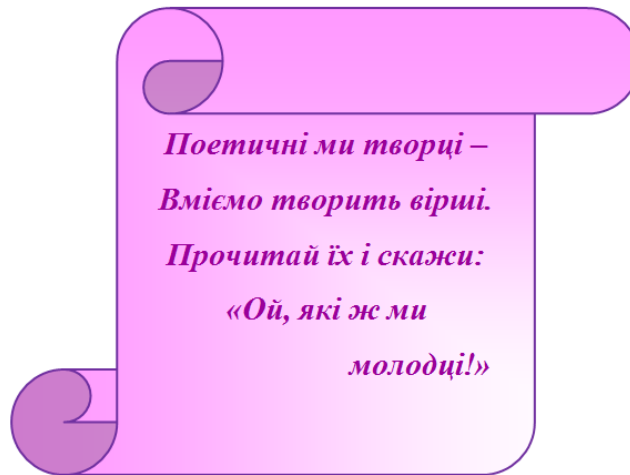 Поетичні ми творці –
Вміємо творить вірші.
Прочитай їх і скажи:
«Ой, які ж ми
молодці!»